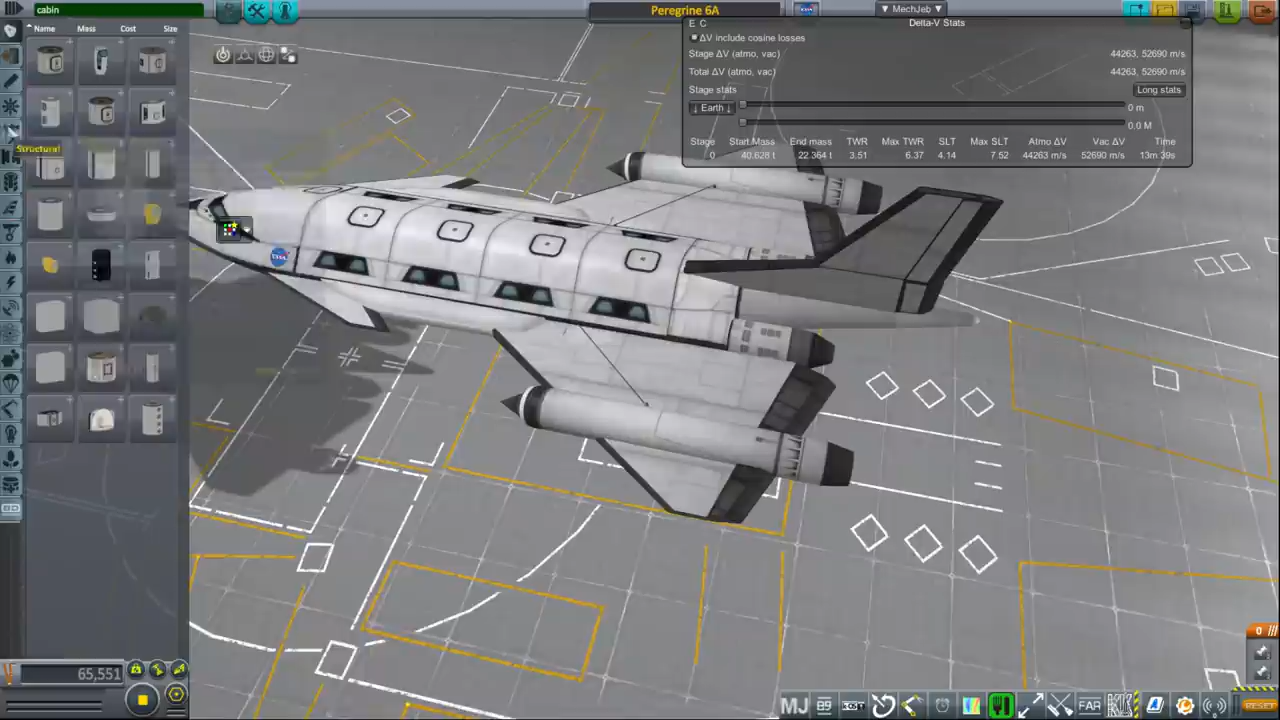 cabin
Peregrine 6A
▼ MechJeb ▼
Name Mass Cost Size
E C
Delta-V Stats
ΔV include cosine losses
Stage ΔV (atmo, vac) 44263, 52690 m/s
Total ΔV (atmo, vac) 44263, 52690 m/s
Stage stats Long stats
↓ Earth ↓ 0 m
0.0 M
Stage Start Mass End mass TWR Max TWR SLT Max SLT Atmo ΔV Vac ΔV Time
0 40.628 t 22.364 t 3.51 6.37 4.14 7.52 44263 m/s 52690 m/s 13m 39s
Structural
0
65,551
MJ
FAR
RESET